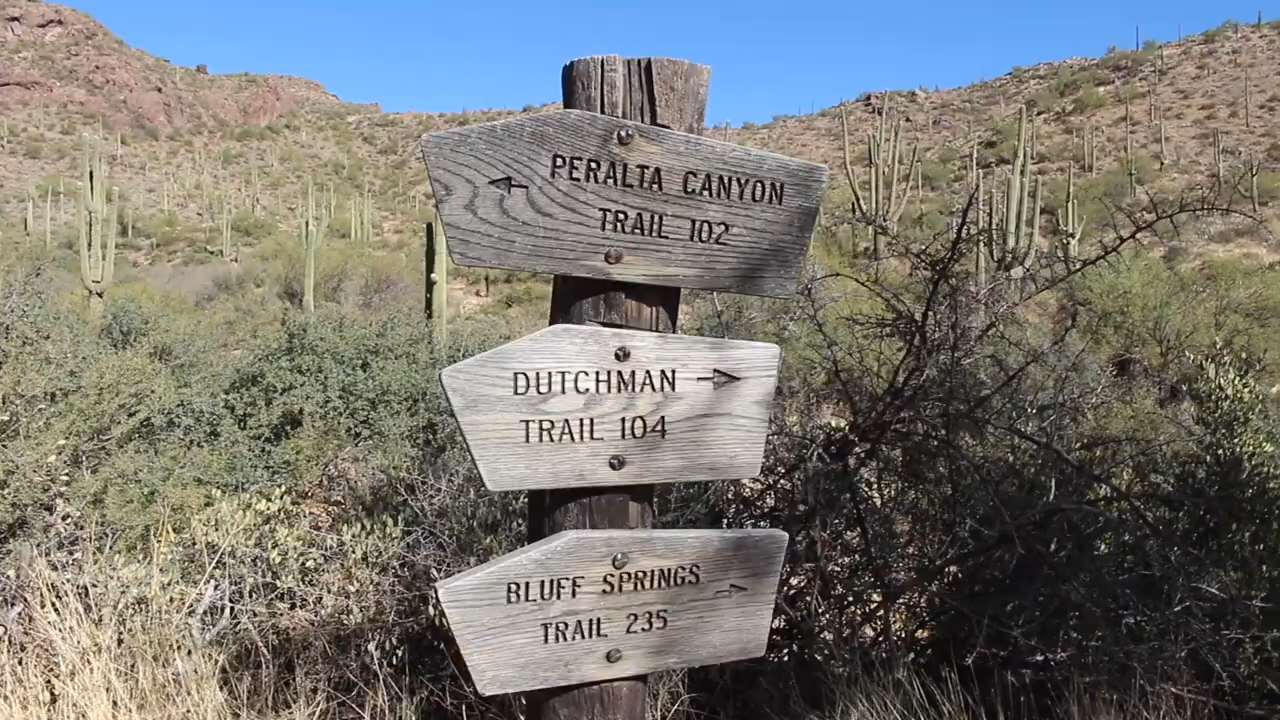 PERALTA CANYON
TRAIL 102
DUTCHMAN
TRAIL 104
BLUFF SPRINGS
TRAIL 235